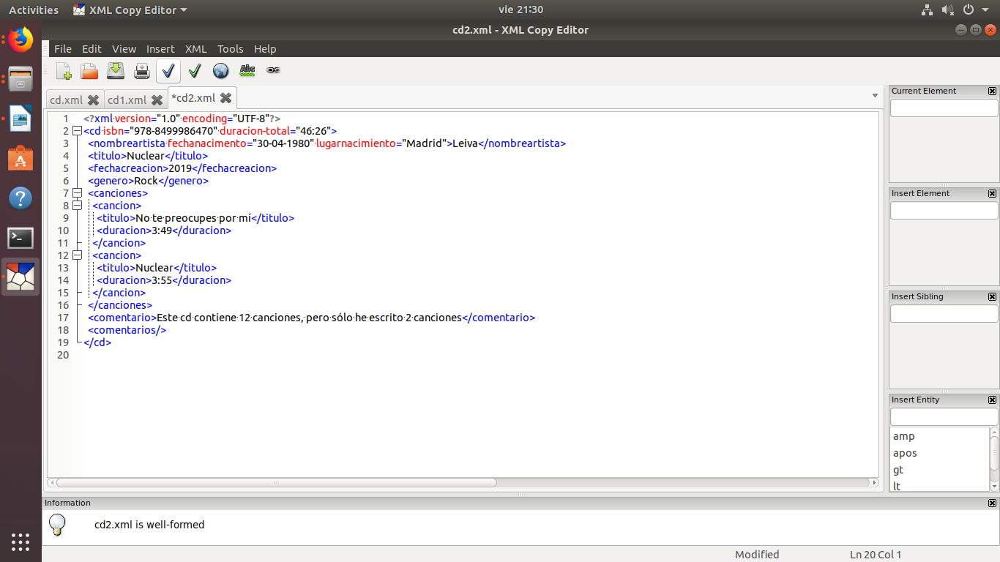 Activities XML Copy Editor vie 21:30
cd2.xml - XML Copy Editor
File Edit View Insert XML Tools Help
Abc
cd.xml cd1.xml *cd2.xml
1 <?xml version="1.0" encoding="UTF-8"?>
2 <cd isbn="978-8499986470" duracion-total="46:26">
3 <nombreartista fechanacimento="30-04-1980" lugarnacimiento="Madrid">Leiva</nombreartista>
4 <titulo>Nuclear</titulo>
5 <fechacreacion>2019</fechacreacion>
6 <genero>Rock</genero>
7 <canciones>
8 <cancion>
9 <titulo>No te preocupes por mí</titulo>
10 <duracion>3:49</duracion>
11 </cancion>
12 <cancion>
13 <titulo>Nuclear</titulo>
14 <duracion>3:55</duracion>
15 </cancion>
16 </canciones>
17 <comentario>Este cd contiene 12 canciones, pero sólo he escrito 2 canciones</comentario>
18 <comentarios/>
19 </cd>
20
Current Element
Insert Element
Insert Sibling
Insert Entity
amp
apos
gt
lt
Information
cd2.xml is well-formed
Modified Ln 20 Col 1